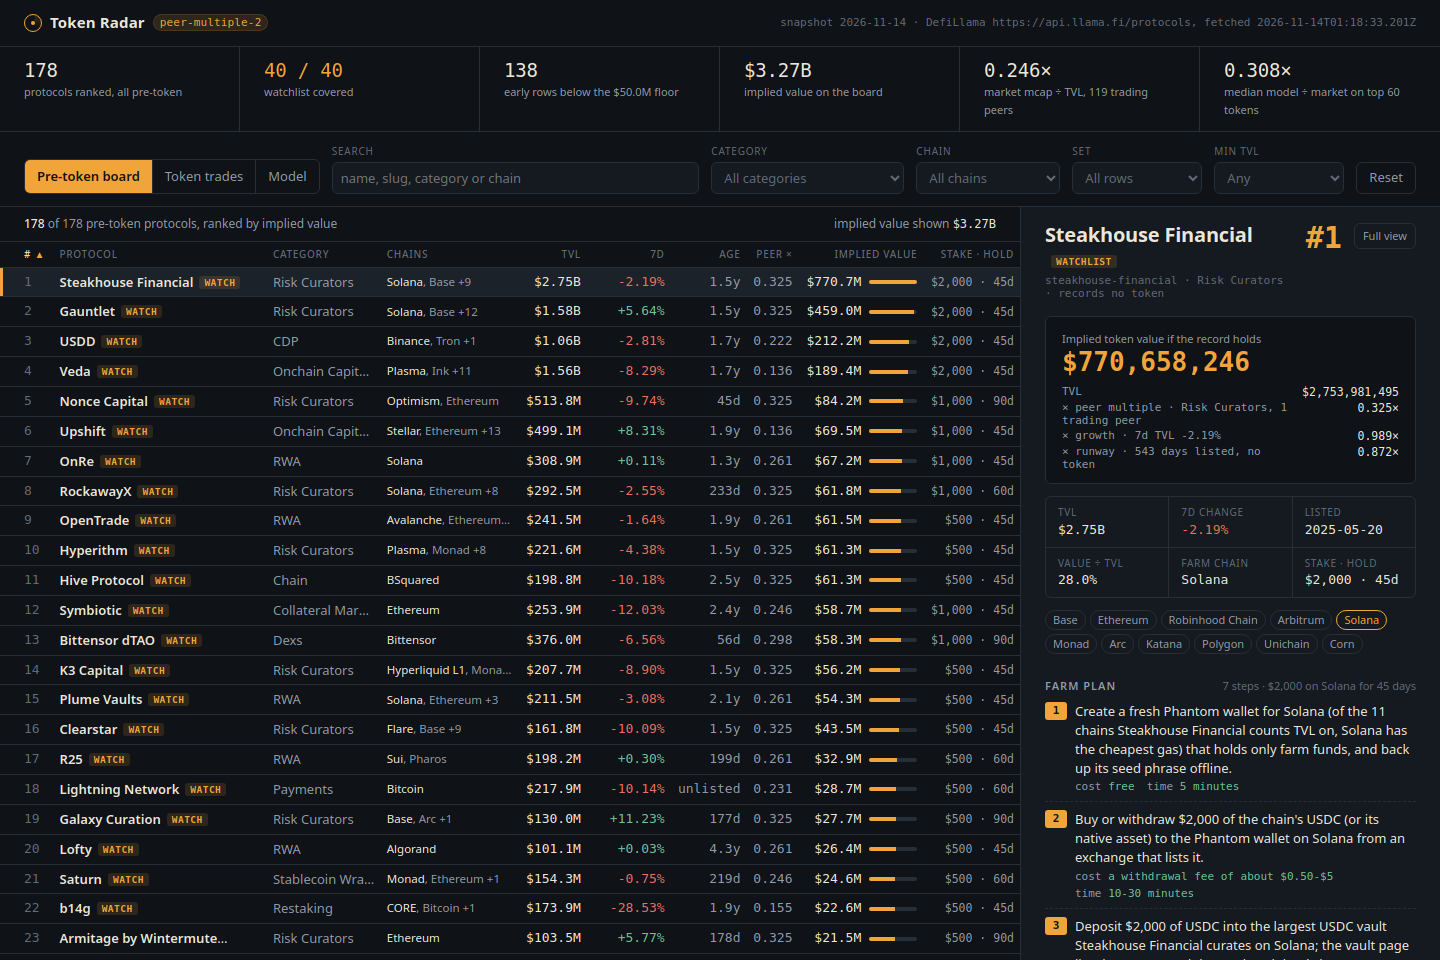 Token Radar peer-multiple-2 snapshot 2026-11-14 · DefiLlama https://api.llama.fi/protocols, fetched 2026-11-14T01:18:33.201Z
178 40 / 40 138 $3.27B 0.246× 0.308×
protocols ranked, all pre-token watchlist covered early rows below the $50.0M floor implied value on the board market mcap ÷ TVL, 119 trading peers median model ÷ market on top 60 tokens
SEARCH CATEGORY CHAIN SET MIN TVL
Pre-token board Token trades Model name, slug, category or chain All categories All chains All rows Any Reset
178 of 178 pre-token protocols, ranked by implied value implied value shown $3.27B
# ▲ PROTOCOL CATEGORY CHAINS TVL 7D AGE PEER × IMPLIED VALUE STAKE · HOLD
1 Steakhouse Financial WATCH Risk Curators Solana, Base +9 $2.75B -2.19% 1.5y 0.325 $770.7M $2,000 · 45d
2 Gauntlet WATCH Risk Curators Solana, Base +12 $1.58B +5.64% 1.5y 0.325 $459.0M $2,000 · 45d
3 USDD WATCH CDP Binance, Tron +1 $1.06B -2.81% 1.7y 0.222 $212.2M $2,000 · 45d
4 Veda WATCH Onchain Capit... Plasma, Ink +11 $1.56B -8.29% 1.7y 0.136 $189.4M $2,000 · 45d
5 Nonce Capital WATCH Risk Curators Optimism, Ethereum $513.8M -9.74% 45d 0.325 $84.2M $1,000 · 90d
6 Upshift WATCH Onchain Capit... Stellar, Ethereum +13 $499.1M +8.31% 1.9y 0.136 $69.5M $1,000 · 45d
7 OnRe WATCH RWA Solana $308.9M +0.11% 1.3y 0.261 $67.2M $1,000 · 45d
8 RockawayX WATCH Risk Curators Solana, Ethereum +8 $292.5M -2.55% 233d 0.325 $61.8M $1,000 · 60d
9 OpenTrade WATCH RWA Avalanche, Ethereum... $241.5M -1.64% 1.9y 0.261 $61.5M $500 · 45d
10 Hyperithm WATCH Risk Curators Plasma, Monad +8 $221.6M -4.38% 1.5y 0.325 $61.3M $500 · 45d
11 Hive Protocol WATCH Chain BSquared $198.8M -10.18% 2.5y 0.325 $61.3M $500 · 45d
12 Symbiotic WATCH Collateral Mar... Ethereum $253.9M -12.03% 2.4y 0.246 $58.7M $1,000 · 45d
13 Bittensor dTAO WATCH Dexs Bittensor $376.0M -6.56% 56d 0.298 $58.3M $1,000 · 90d
14 K3 Capital WATCH Risk Curators Hyperliquid L1, Mona... $207.7M -8.90% 1.5y 0.325 $56.2M $500 · 45d
15 Plume Vaults WATCH RWA Solana, Ethereum +3 $211.5M -3.08% 2.1y 0.261 $54.3M $500 · 45d
16 Clearstar WATCH Risk Curators Flare, Base +9 $161.8M -10.09% 1.5y 0.325 $43.5M $500 · 45d
17 R25 WATCH RWA Sui, Pharos $198.2M +0.30% 199d 0.261 $32.9M $500 · 60d
18 Lightning Network WATCH Payments Bitcoin $217.9M -10.14% unlisted 0.231 $28.7M $500 · 60d
19 Galaxy Curation WATCH Risk Curators Base, Arc +1 $130.0M +11.23% 177d 0.325 $27.7M $500 · 90d
20 Lofty WATCH RWA Algorand $101.1M +0.03% 4.3y 0.261 $26.4M $500 · 45d
21 Saturn WATCH Stablecoin Wra... Monad, Ethereum +1 $154.3M -0.75% 219d 0.246 $24.6M $500 · 60d
22 b14g WATCH Restaking CORE, Bitcoin +1 $173.9M -28.53% 1.9y 0.155 $22.6M $500 · 45d
23 Armitage by Wintermute... Risk Curators Ethereum $103.5M +5.77% 178d 0.325 $21.5M $500 · 90d
Steakhouse Financial #1 Full view
WATCHLIST
steakhouse-financial · Risk Curators
· records no token
Implied token value if the record holds
$770,658,246
TVL $2,753,981,495
× peer multiple · Risk Curators, 1 0.325×
trading peer
× growth · 7d TVL -2.19% 0.989×
× runway · 543 days listed, no 0.872×
token
TVL 7D CHANGE LISTED
$2.75B -2.19% 2025-05-20
VALUE ÷ TVL FARM CHAIN STAKE · HOLD
28.0% Solana $2,000 · 45d
Base Ethereum Robinhood Chain Arbitrum Solana
Monad Arc Katana Polygon Unichain Corn
FARM PLAN 7 steps · $2,000 on Solana for 45 days
1 Create a fresh Phantom wallet for Solana (of the 11
chains Steakhouse Financial counts TVL on, Solana has
the cheapest gas) that holds only farm funds, and back
up its seed phrase offline.
cost free time 5 minutes
2 Buy or withdraw $2,000 of the chain's USDC (or its
native asset) to the Phantom wallet on Solana from an
exchange that lists it.
cost a withdrawal fee of about $0.50-$5
time 10-30 minutes
3 Deposit $2,000 of USDC into the largest USDC vault
Steakhouse Financial curates on Solana; the vault page